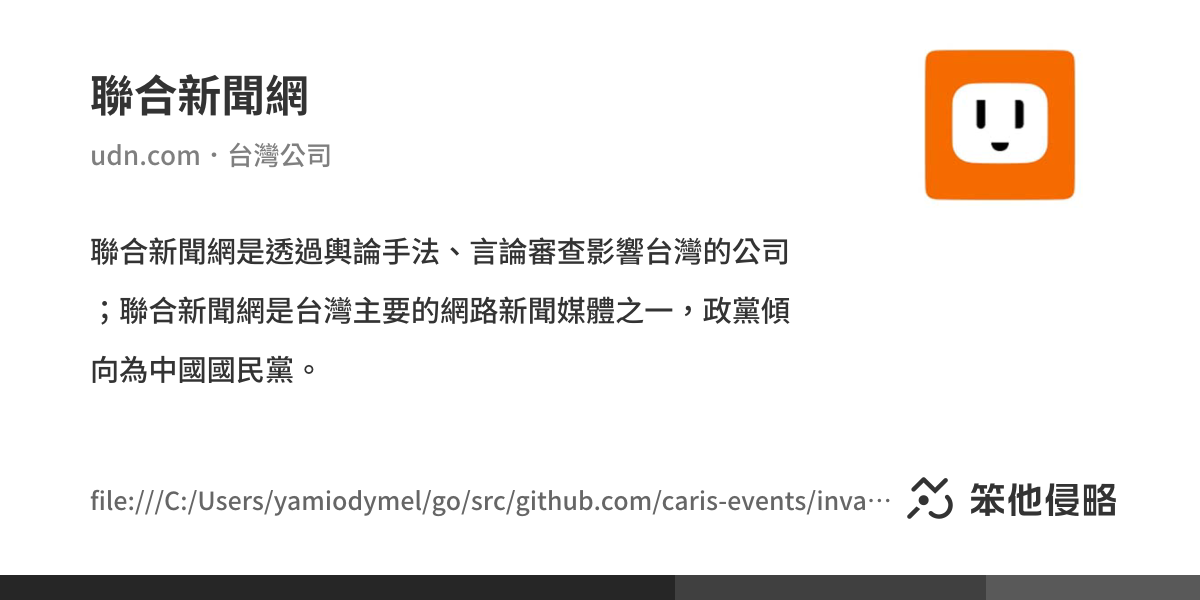 聯合新聞網
udn.com・台灣公司
聯合新聞網是透過輿論手法、言論審查影響台灣的公司
；聯合新聞網是台灣主要的網路新聞媒體之一，政黨傾
向為中國國民黨。
file:///C:/Users/yamiodymel/go/src/github.com/caris-events/inva…
笨他侵略